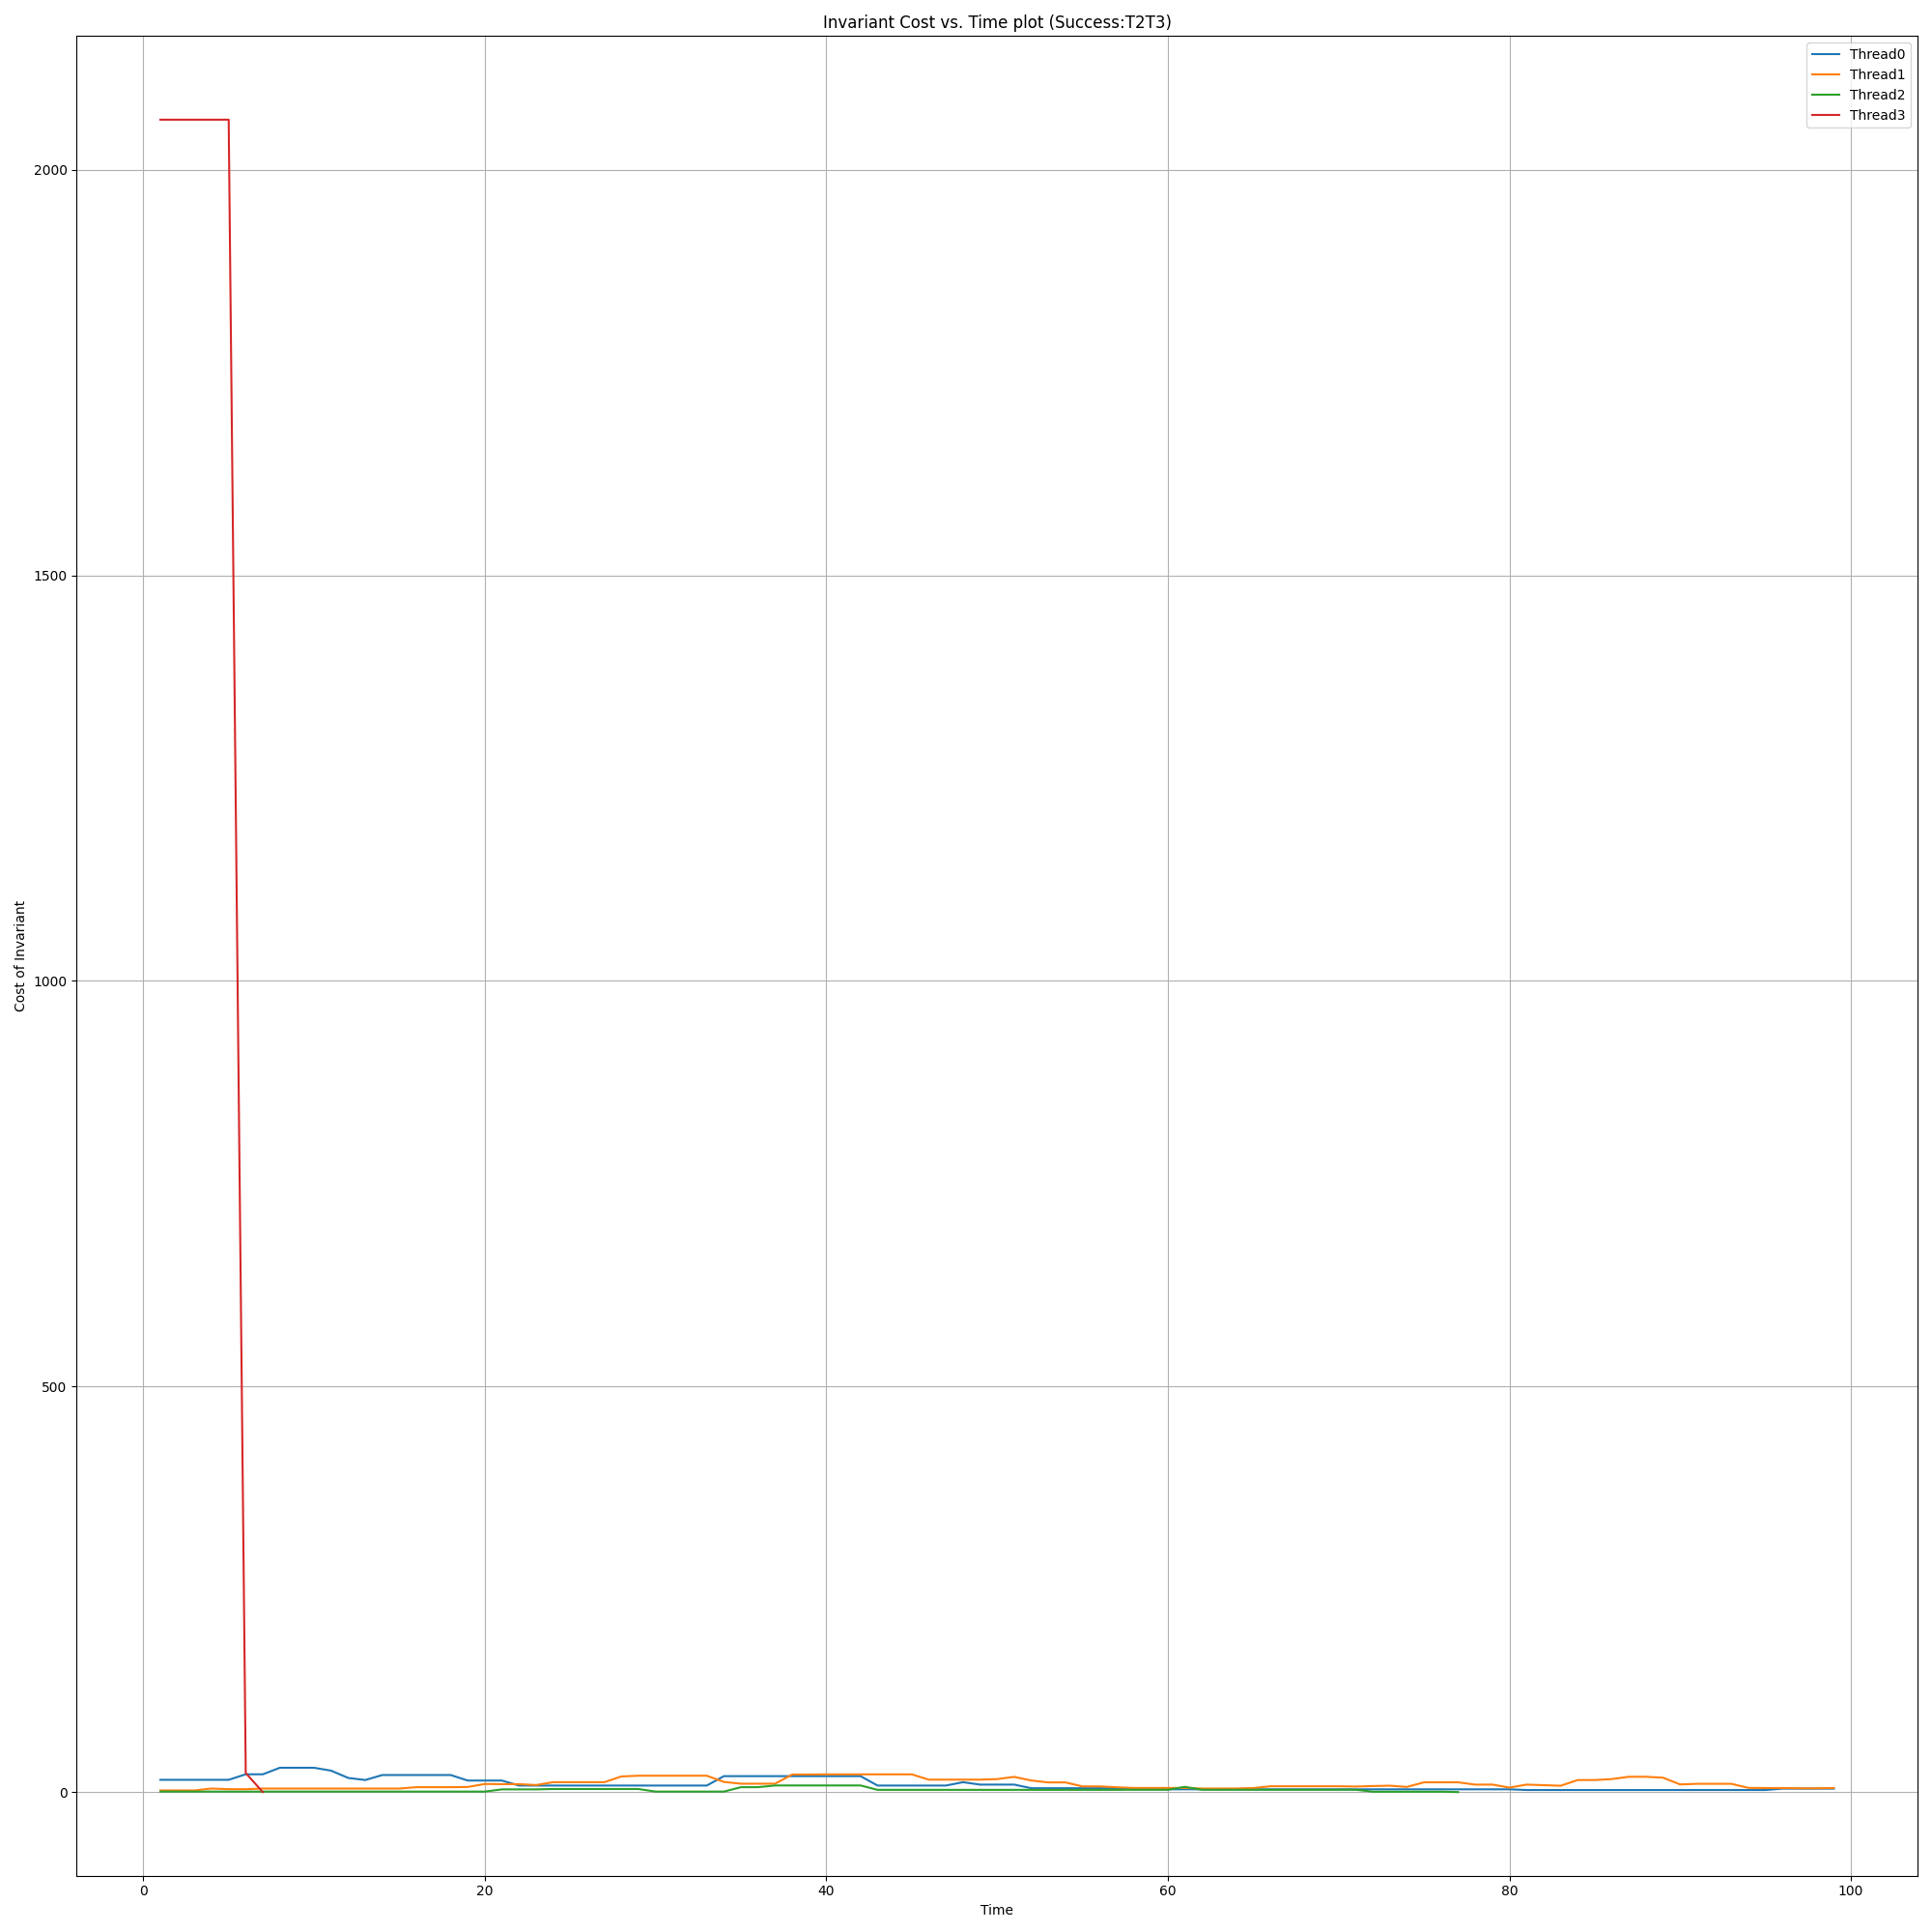 Invariant Cost vs. Time plot (Success:T2T3)
Thread0
Thread1
Thread2
Thread3
2000
1500
1000
500
0
Cost of Invariant
0 20 40 60 80 100
Time